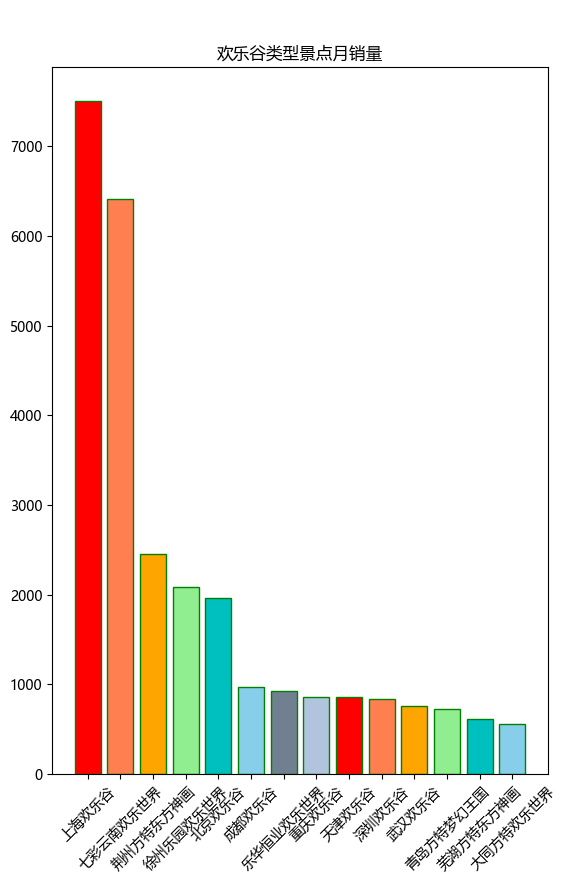 欢乐谷类型景点月销量
7000
6000
5000
4000
3000
2000
1000
0
上海欢乐谷
七彩云南欢乐世界
荆州方特东方神画
徐州乐园欢乐世界
北京欢乐谷
成都欢乐谷
乐华恒业欢乐世界
重庆欢乐谷
天津欢乐谷
深圳欢乐谷
武汉欢乐谷
青岛方特梦幻王国
芜湖方特东方神画
大同方特欢乐世界